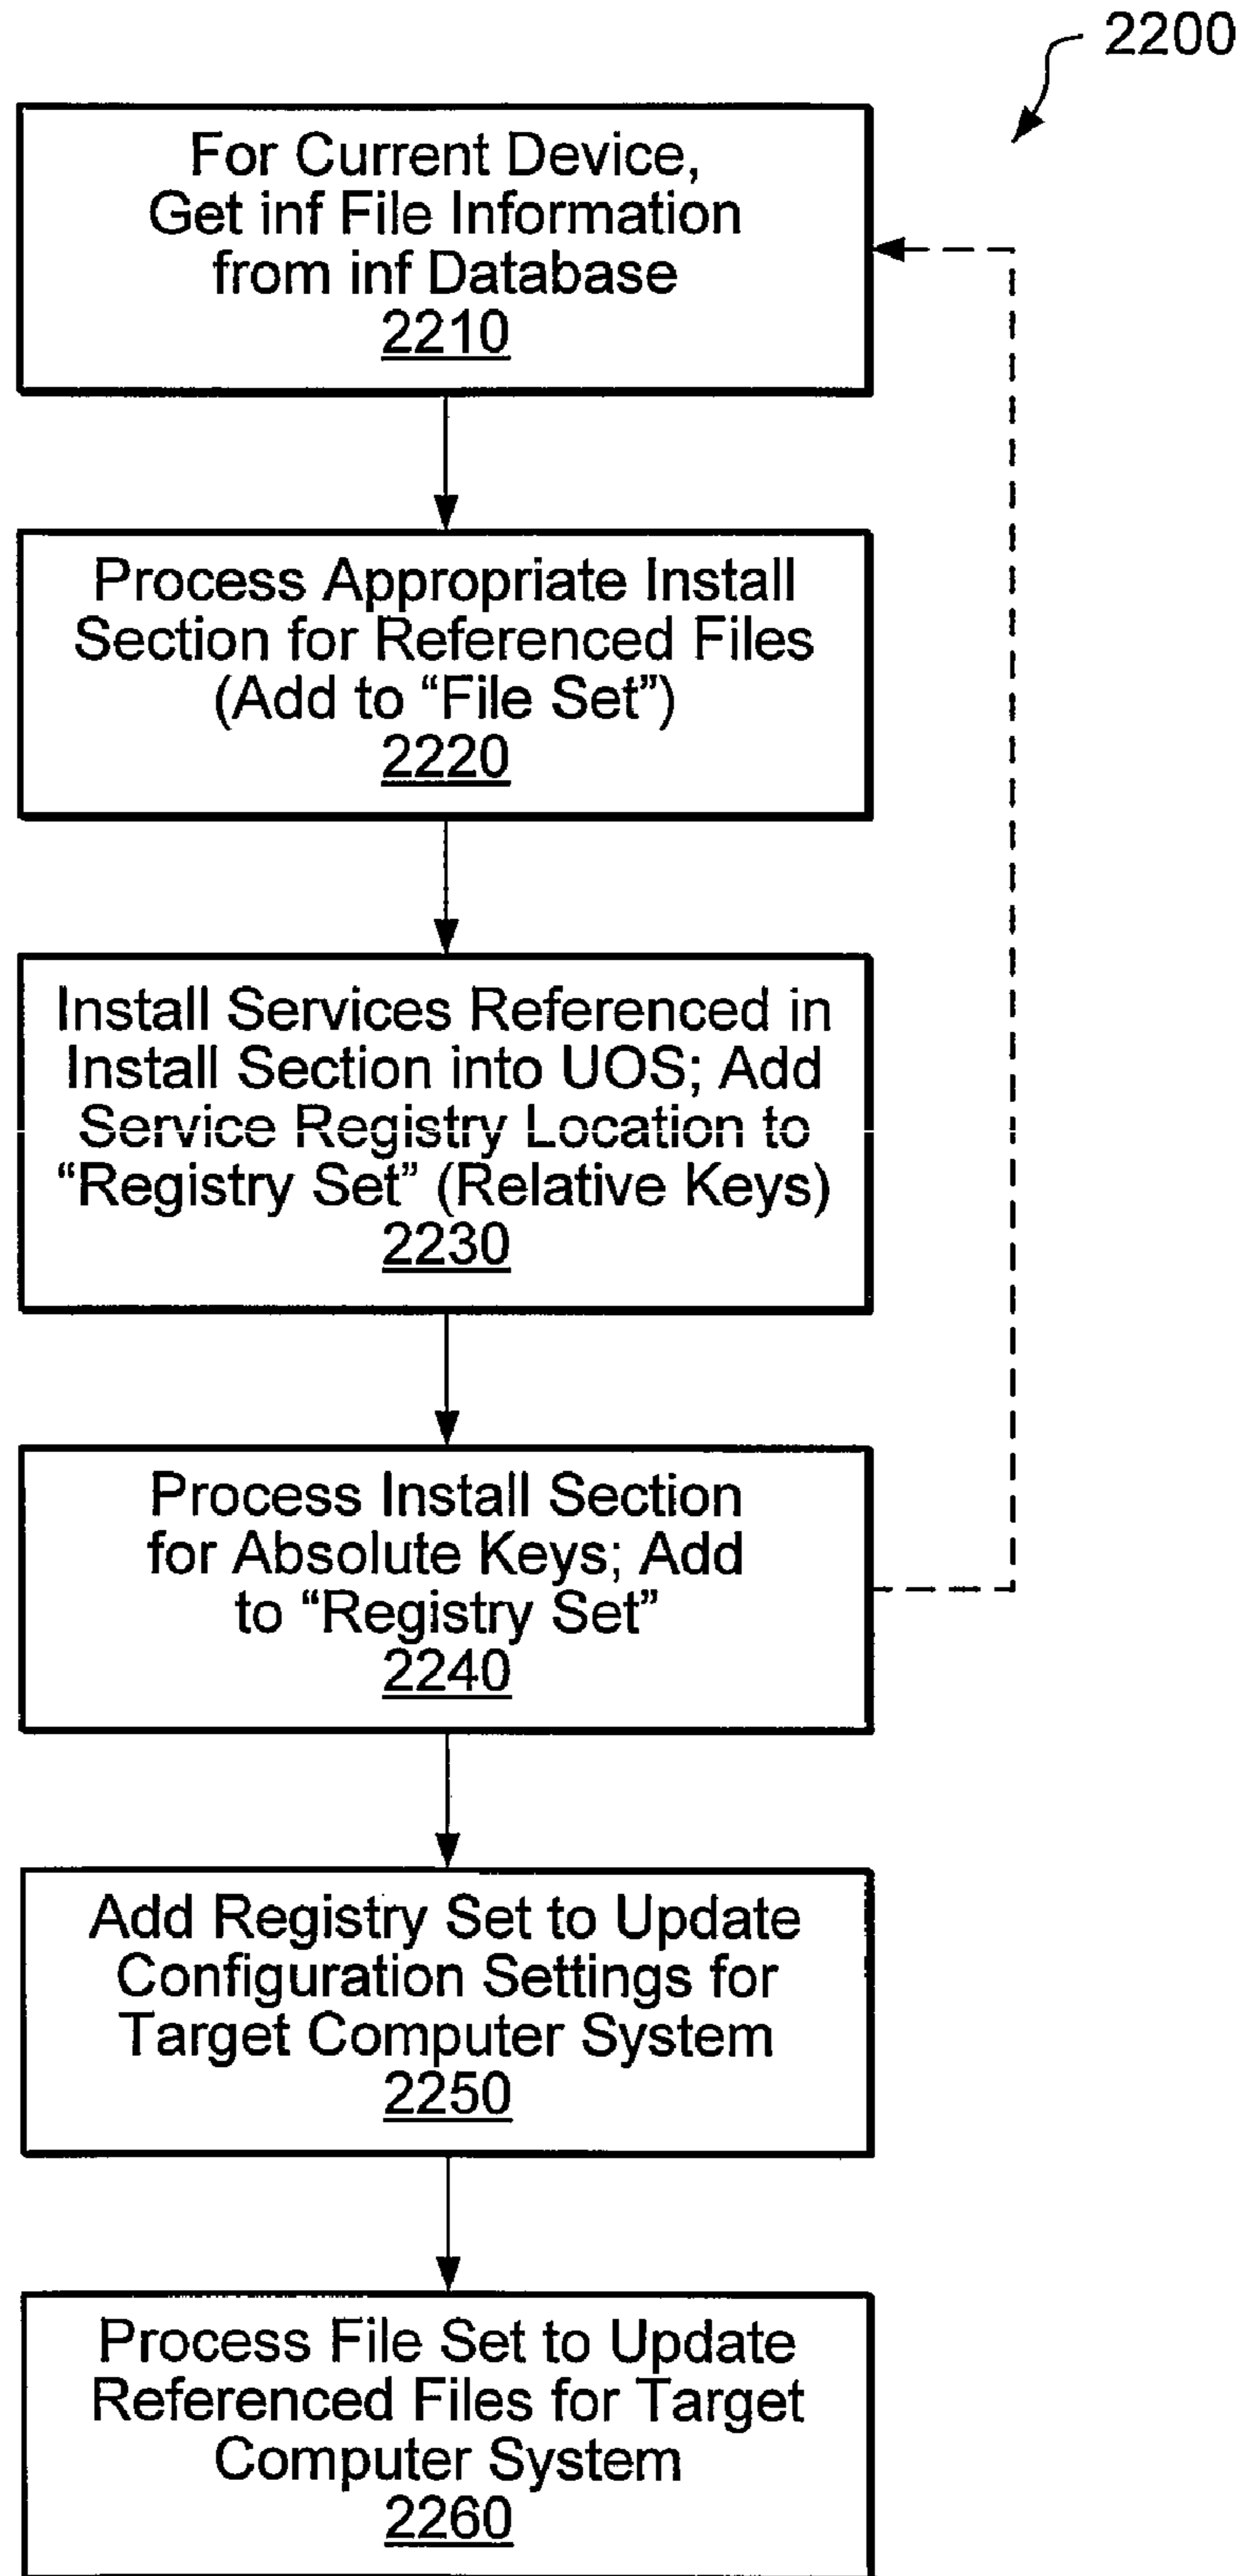 2200
For Current Device,
Get inf File Information
from inf Database
2210
Process Appropriate Install
Section for Referenced Files
(Add to “File Set”)
2220
Install Services Referenced in
Install Section into UOS; Add
Service Registry Location to
“Registry Set” (Relative Keys)
2230
Process Install Section
for Absolute Keys; Add
to “Registry Set”
2240
Add Registry Set to Update
Configuration Settings for
Target Computer System
2250
Process File Set to Update
Referenced Files for Target
Computer System
2260